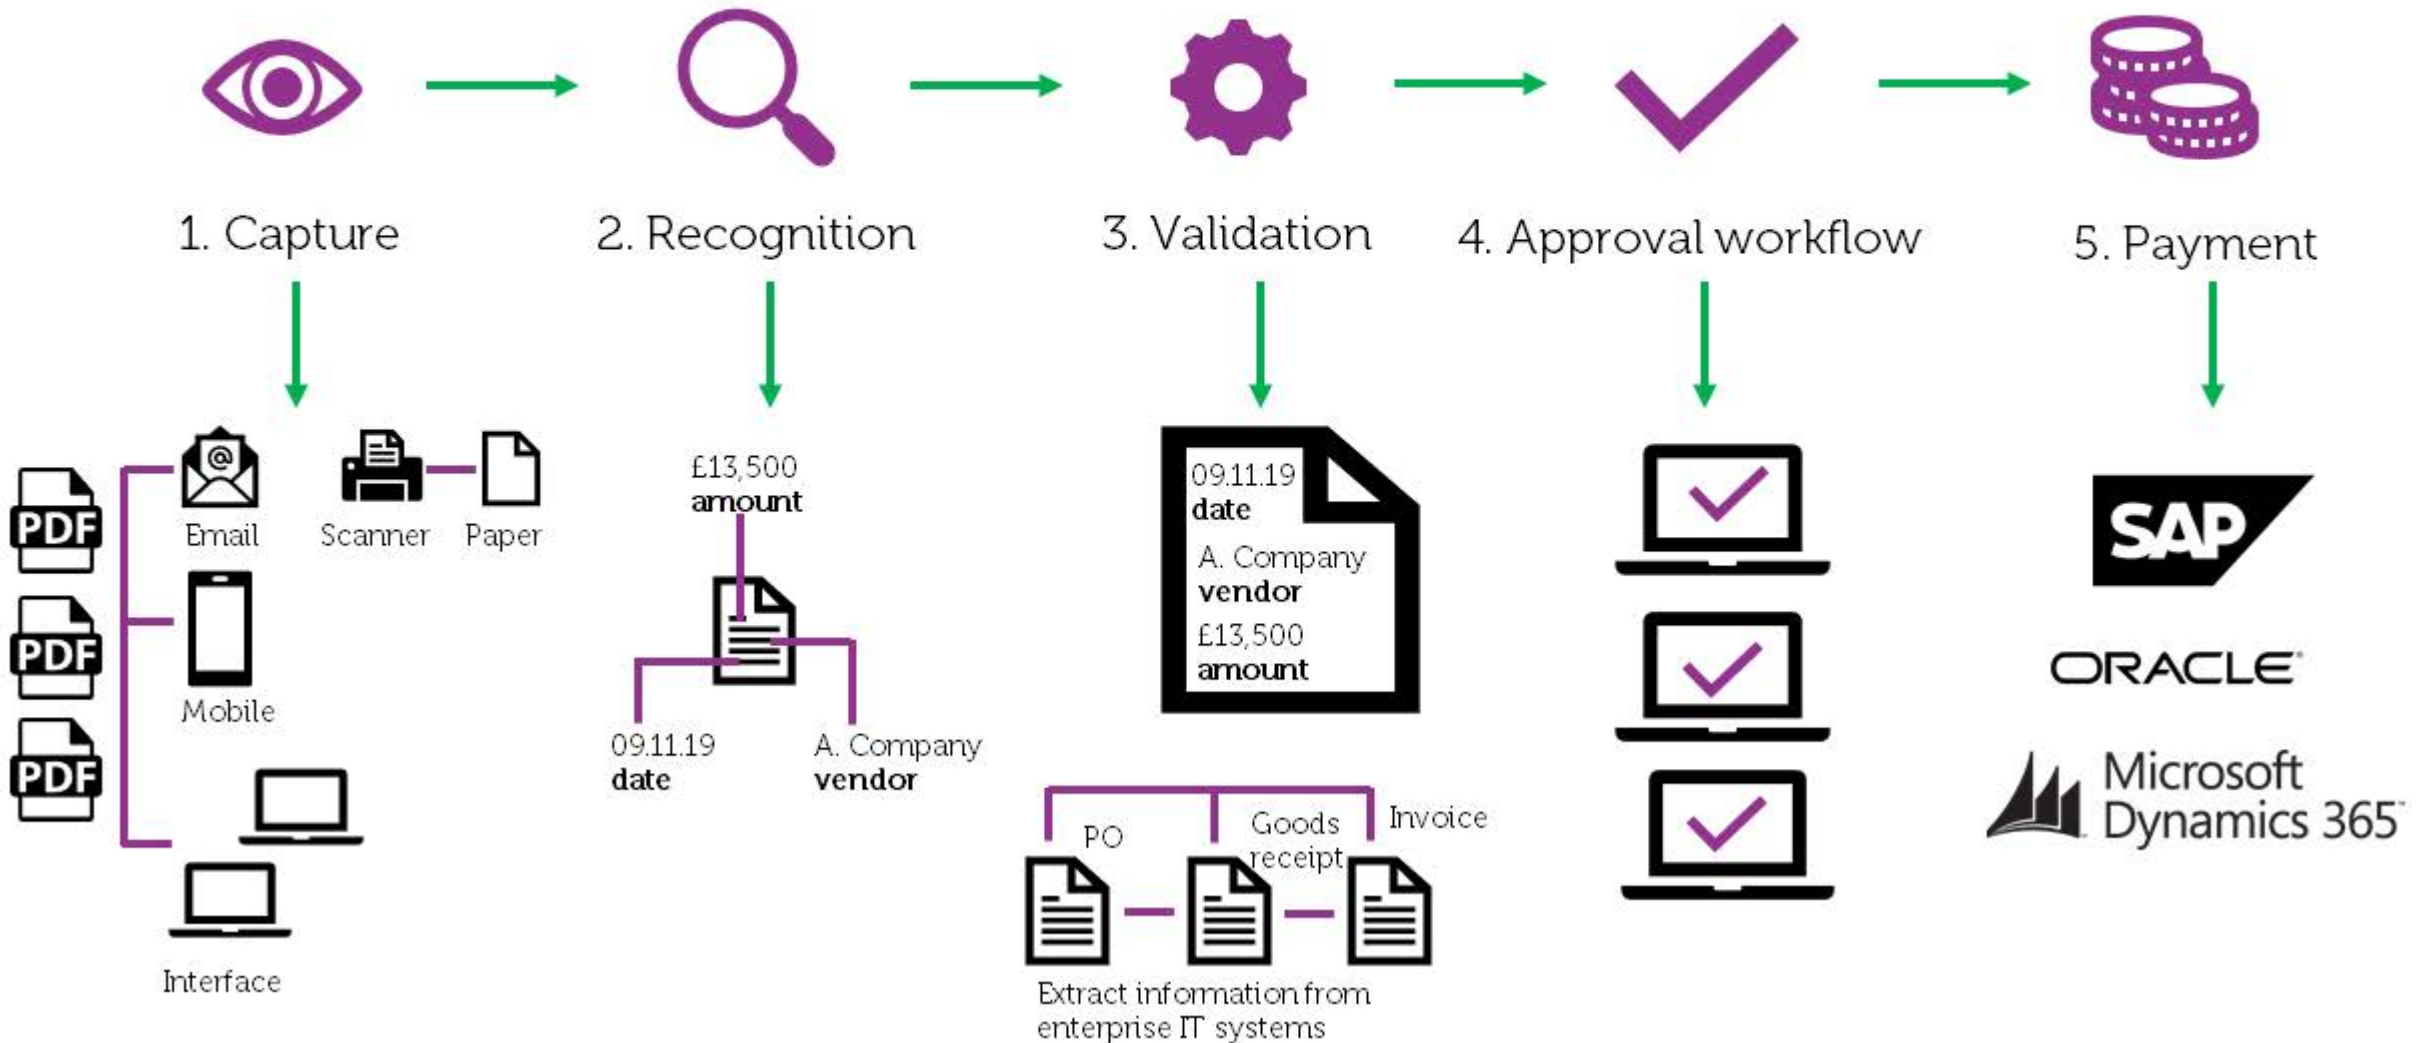 1. Capture
2. Recognition
3. Validation
4. Approval workflow
5. Payment
PDF
PDF
PDF
@
Email
Scanner
Paper
Mobile
Interface
£13,500
amount
09.11.19
date
A. Company
vendor
09.11.19
date
A. Company
vendor
£13,500
amount
PO
Goods
receipt
Invoice
Extract information from
enterprise IT systems
SAP
ORACLE®
Microsoft
Dynamics 365™